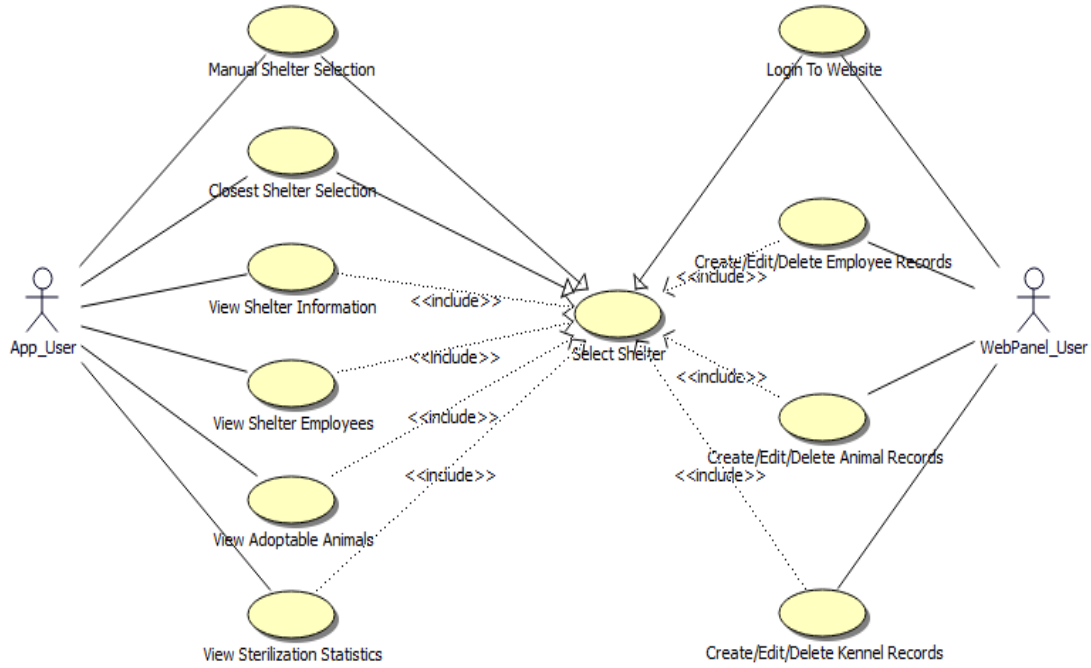 Manual Shelter Selection
Login To Website
Closest Shelter Selection
Create/Edit/Delete Employee Records
<<include>>
View Shelter Information
<<include>>
App_User
Select Shelter
WebPanel_User
<<include>>
<<include>>
View Shelter Employees
<<include>>
Create/Edit/Delete Animal Records
<<include>>
<<include>>
View Adoptable Animals
View Sterilization Statistics
Create/Edit/Delete Kennel Records